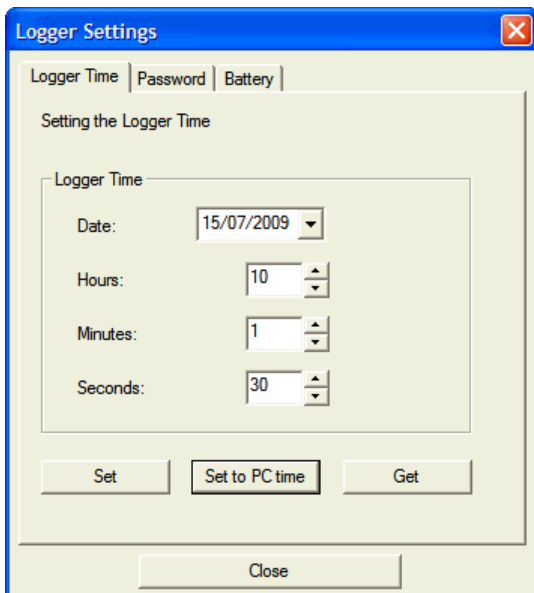 Logger Settings
Logger Time Password Battery
Setting the Logger Time
Logger Time
Date: 15/07/2009
Hours: 10
Minutes: 1
Seconds: 30
Set Set to PC time Get
Close